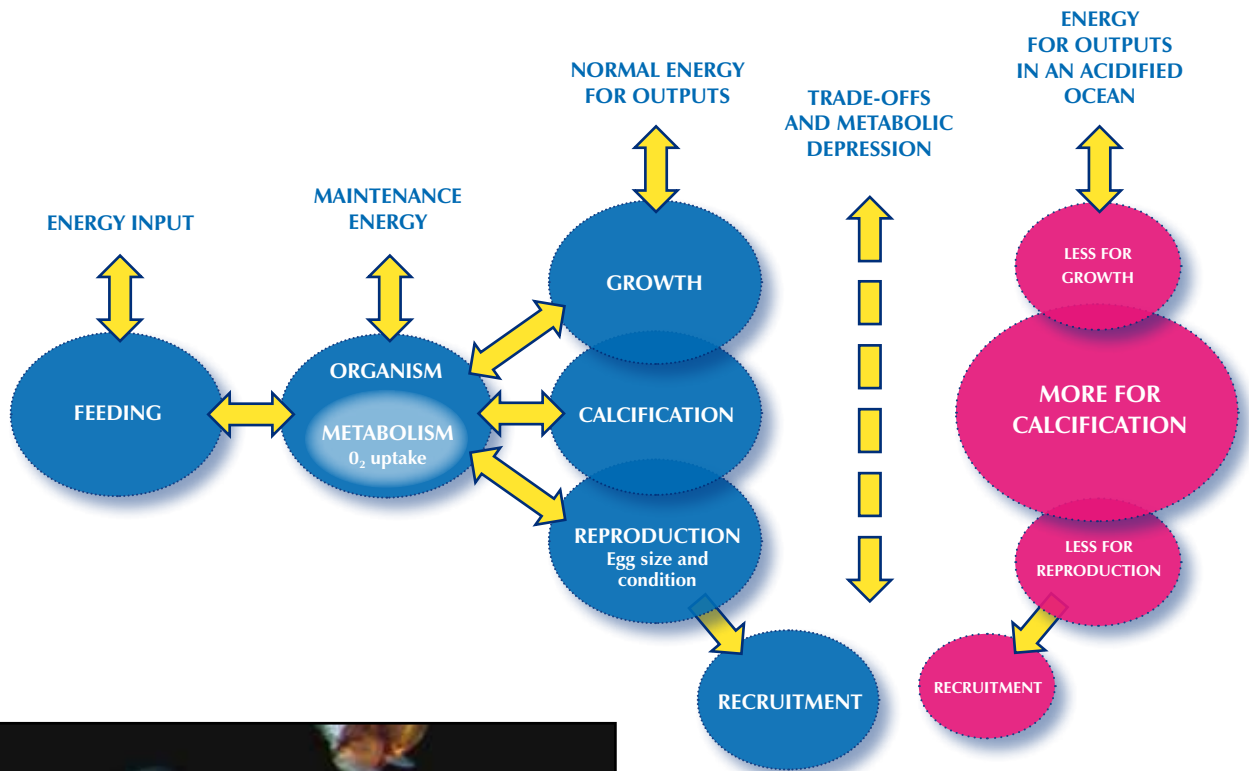 ENERGY INPUT
MAINTENANCE
ENERGY
NORMAL ENERGY
FOR OUTPUTS
TRADE-OFFS
AND METABOLIC
DEPRESSION
ENERGY
FOR OUTPUTS
IN AN ACIDIFIED
OCEAN
FEEDING
ORGANISM
METABOLISM
0₂ uptake
GROWTH
CALCIFICATION
REPRODUCTION
Egg size and
condition
RECRUITMENT
LESS FOR
GROWTH
MORE FOR
CALCIFICATION
LESS FOR
REPRODUCTION
RECRUITMENT